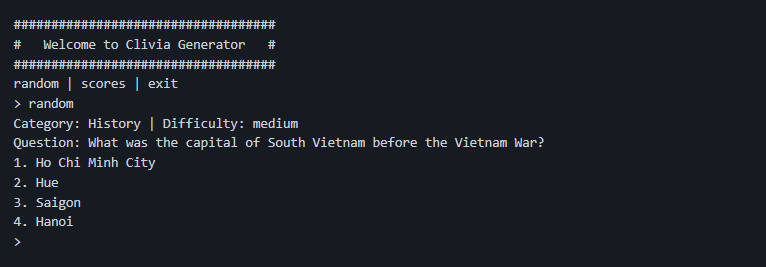 ###################################
#   Welcome to Clivia Generator   #
###################################
random | scores | exit
> random
Category: History | Difficulty: medium
Question: What was the capital of South Vietnam before the Vietnam War?
1. Ho Chi Minh City
2. Hue
3. Saigon
4. Hanoi
>